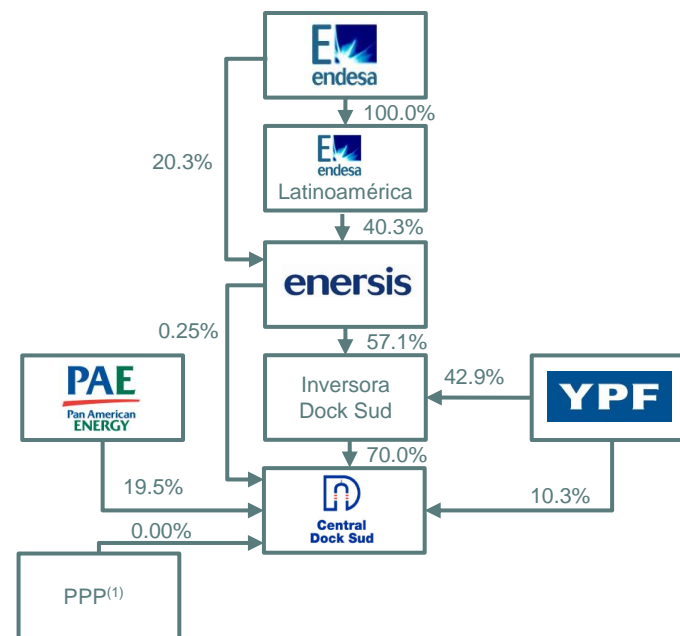 E
endesa
100.0%
20.3%
E
endesa
Latinoamérica
40.3%
enersis
0.25%
57.1%
PAE
Pan American
ENERGY
Inversora
Dock Sud
42.9%
YPF
70.0%
19.5%
Central
Dock Sud
10.3%
0.00%
PPP(1)